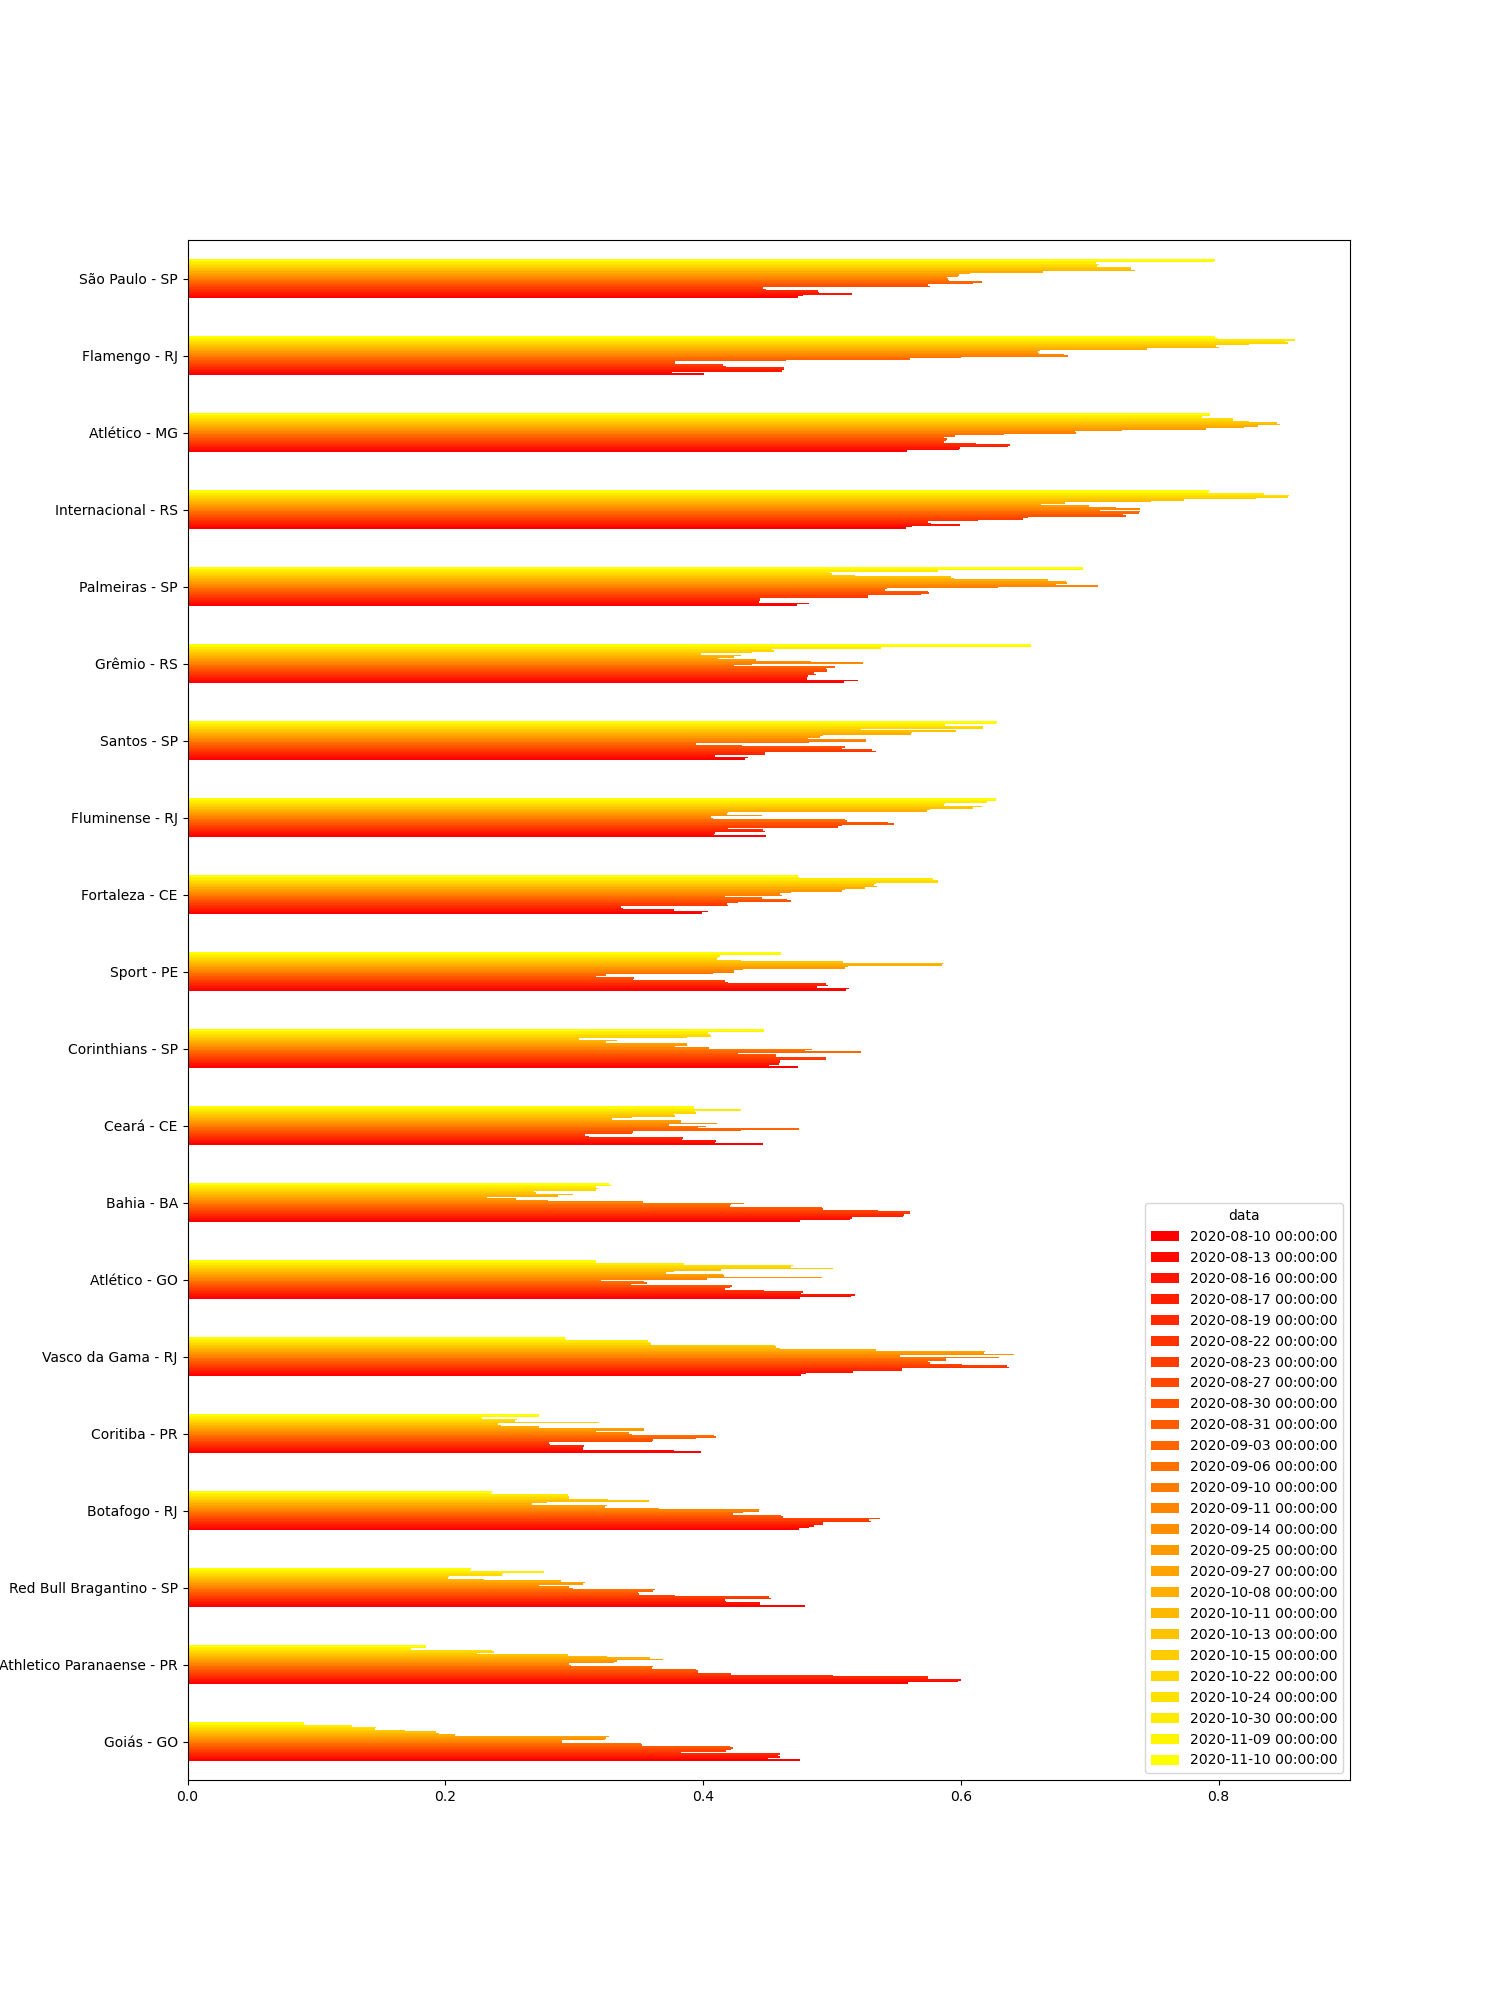 São Paulo - SP
Flamengo - RJ
Atlético - MG
Internacional - RS
Palmeiras - SP
Grêmio - RS
Santos - SP
Fluminense - RJ
Fortaleza - CE
Sport - PE
Corinthians - SP
Ceará - CE
Bahia - BA
Atlético - GO
Vasco da Gama - RJ
Coritiba - PR
Botafogo - RJ
Red Bull Bragantino - SP
Athletico Paranaense - PR
Goiás - GO
0.0 0.2 0.4 0.6 0.8
data
2020-08-10 00:00:00
2020-08-13 00:00:00
2020-08-16 00:00:00
2020-08-17 00:00:00
2020-08-19 00:00:00
2020-08-22 00:00:00
2020-08-23 00:00:00
2020-08-27 00:00:00
2020-08-30 00:00:00
2020-08-31 00:00:00
2020-09-03 00:00:00
2020-09-06 00:00:00
2020-09-10 00:00:00
2020-09-11 00:00:00
2020-09-14 00:00:00
2020-09-25 00:00:00
2020-09-27 00:00:00
2020-10-08 00:00:00
2020-10-11 00:00:00
2020-10-13 00:00:00
2020-10-15 00:00:00
2020-10-22 00:00:00
2020-10-24 00:00:00
2020-10-30 00:00:00
2020-11-09 00:00:00
2020-11-10 00:00:00